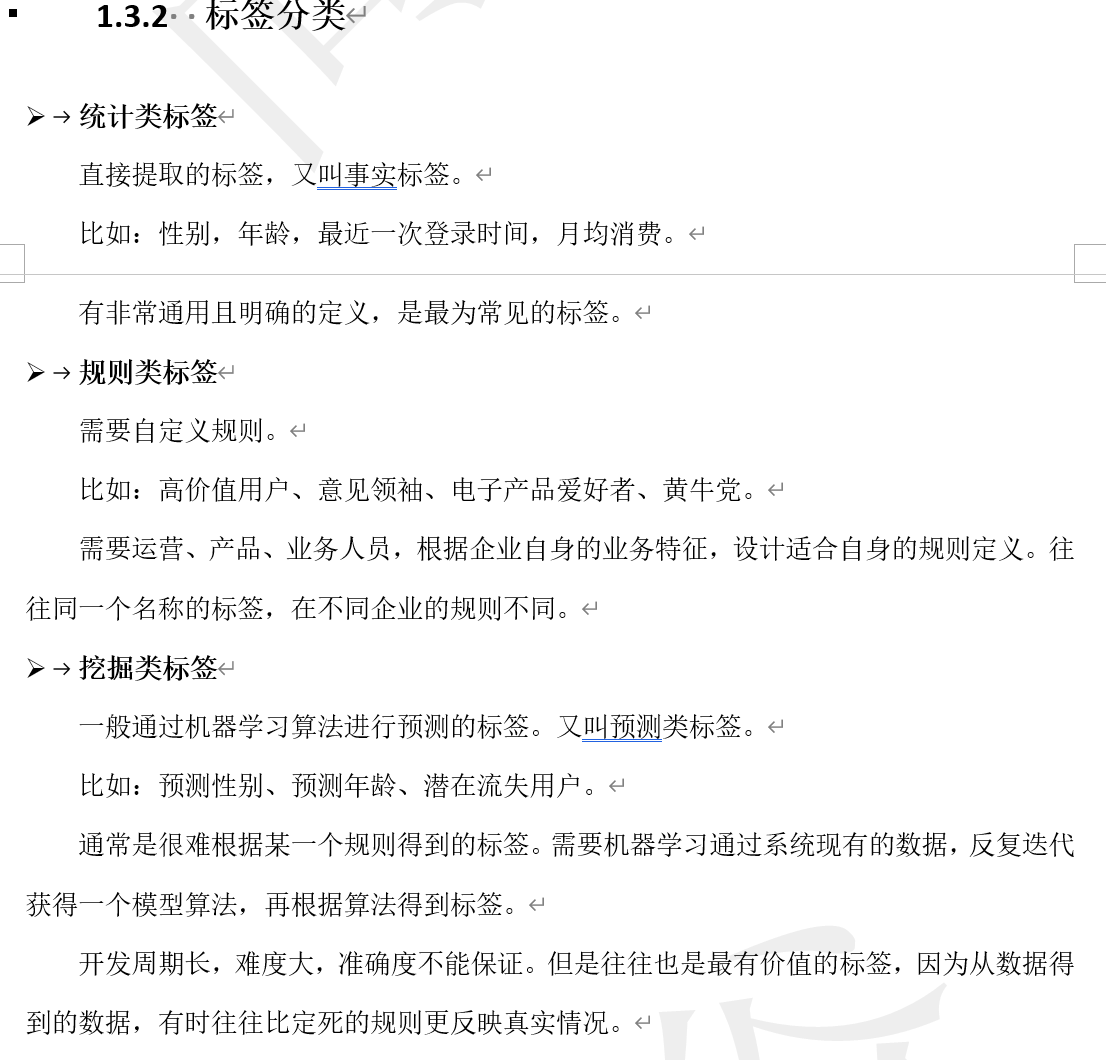 1.3.2 标签分类
统计类标签
直接提取的标签，又叫事实标签。
比如：性别，年龄，最近一次登录时间，月均消费。
有非常通用且明确的定义，是最为常见的标签。
规则类标签
需要自定义规则。
比如：高价值用户、意见领袖、电子产品爱好者、黄牛党。
需要运营、产品、业务人员，根据企业自身的业务特征，设计适合自身的规则定义。往
往同一个名称的标签，在不同企业的规则不同。
挖掘类标签
一般通过机器学习算法进行预测的标签。又叫预测类标签。
比如：预测性别、预测年龄、潜在流失用户。
通常是很难根据某一个规则得到的标签。需要机器学习通过系统现有的数据，反复迭代
获得一个模型算法，再根据算法得到标签。
开发周期长，难度大，准确度不能保证。但是往往也是最有价值的标签，因为从数据得
到的数据，有时往往比定死的规则更反映真实情况。